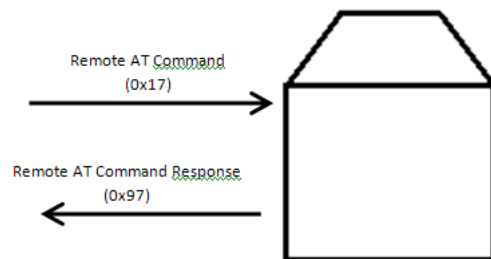 Remote AT Command
(0x17)
Remote AT Command Response
(0x97)